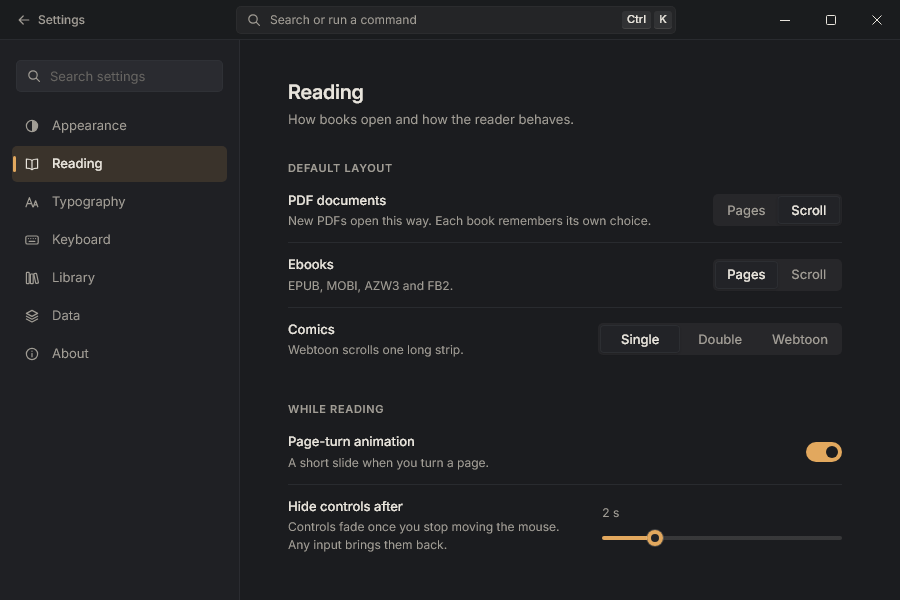 Settings
Search or run a command
Ctrl K
Search settings
Appearance
Reading
Typography
Keyboard
Library
Data
About
Reading
How books open and how the reader behaves.
DEFAULT LAYOUT
PDF documents
New PDFs open this way. Each book remembers its own choice.
Pages Scroll
Ebooks
EPUB, MOBI, AZW3 and FB2.
Pages Scroll
Comics
Webtoon scrolls one long strip.
Single Double Webtoon
WHILE READING
Page-turn animation
A short slide when you turn a page.
Hide controls after
Controls fade once you stop moving the mouse.
Any input brings them back.
2 s